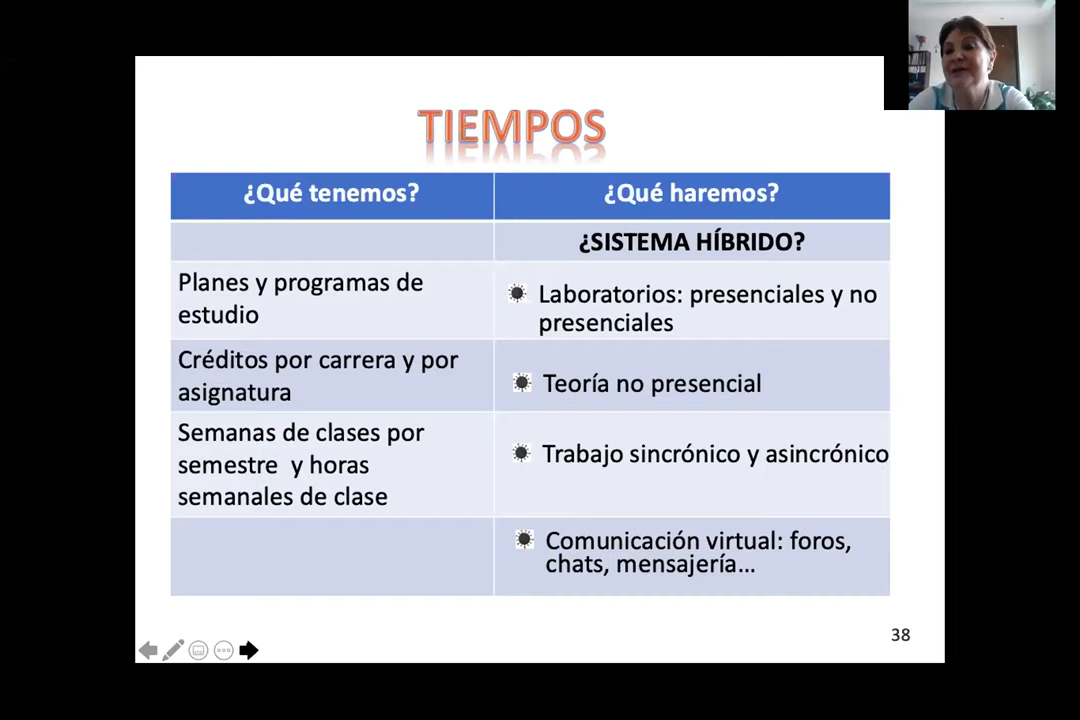 TIEMPOS
¿Qué tenemos?
¿Qué haremos?
¿SISTEMA HÍBRIDO?
Planes y programas de
estudio
Laboratorios: presenciales y no
presenciales
Créditos por carrera y por
asignatura
Teoría no presencial
Semanas de clases por
semestre y horas
semanales de clase
Trabajo sincrónico y asincrónico
Comunicación virtual: foros,
chats, mensajería...
38